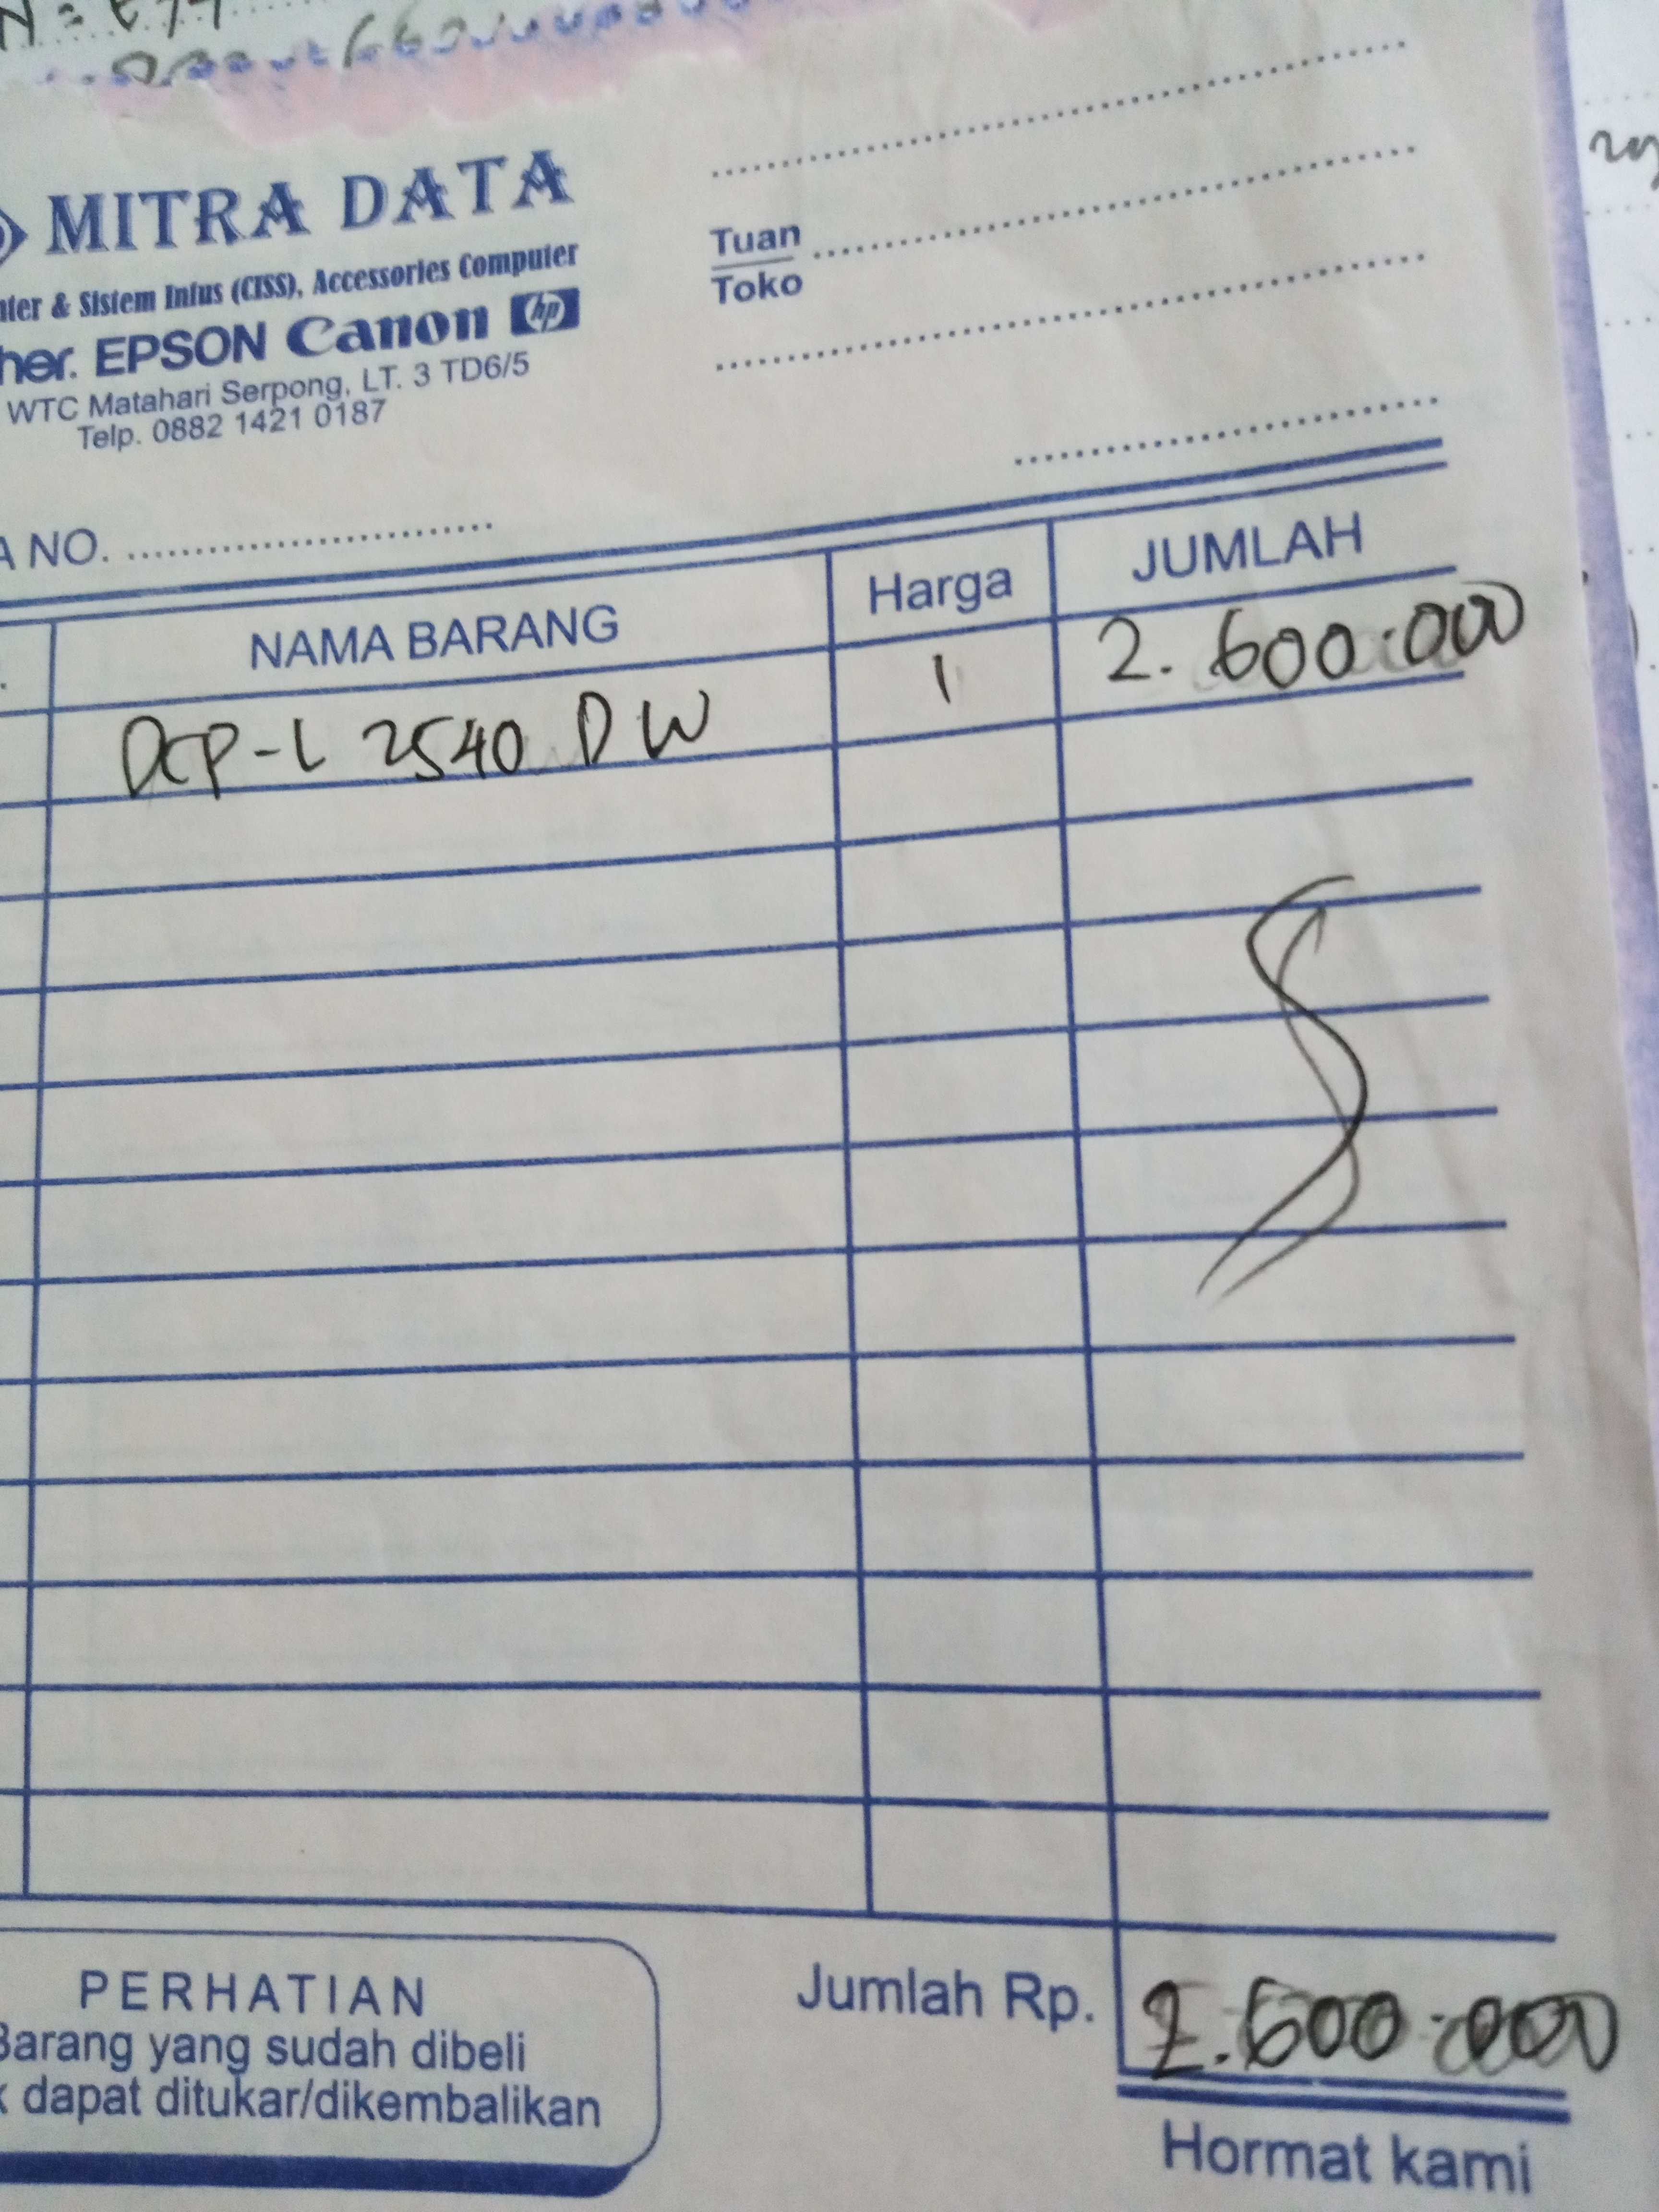 MITRA DATA
& Sistem Infus (CISS), Accessories Computer
EPSON Canon hp
WTC Matahari Serpong, LT. 3 TD6/5
Telp. 0882 1421 0187
Tuan
Toko
NO.
NAMA BARANG Harga JUMLAH
DCP-L 2540 DW 1 2.600.000
Jumlah Rp. 2.600.000
PERHATIAN
Barang yang sudah dibeli
dapat ditukar/dikembalikan
Hormat kami